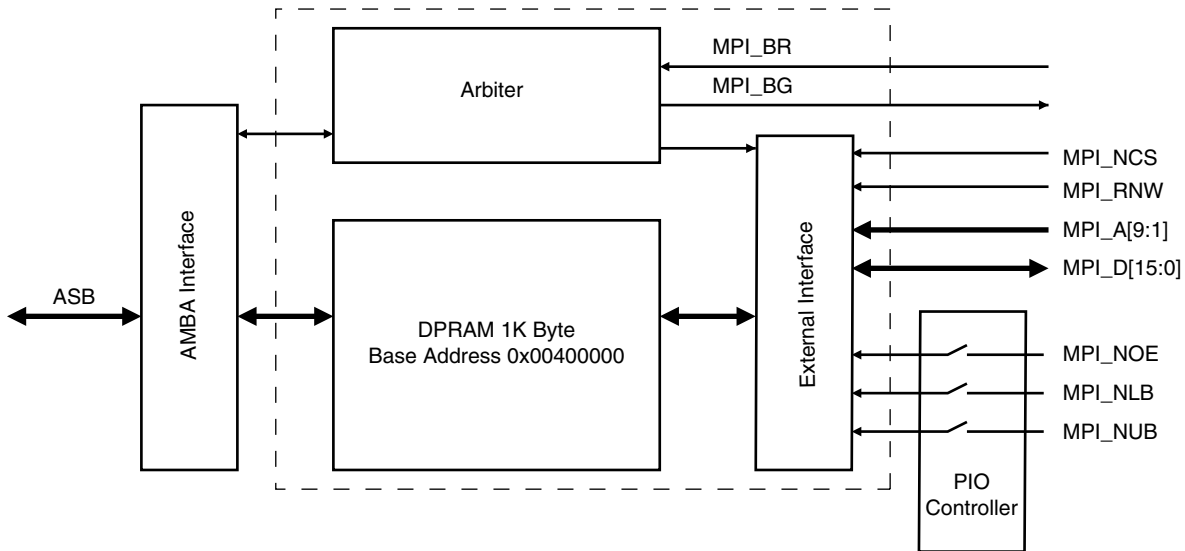 MPI_BR
Arbiter
MPI_BG
MPI_NCS
MPI_RNW
MPI_A[9:1]
MPI_D[15:0]
ASB
AMBA Interface
DPRAM 1K Byte
Base Address 0x00400000
External Interface
MPI_NOE
MPI_NLB
MPI_NUB
PIO
Controller